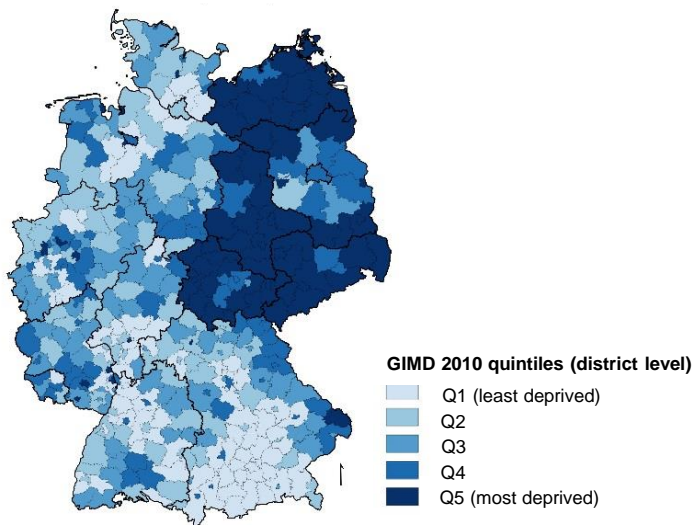 GIMD 2010 quintiles (district level)
Q1 (least deprived)
Q2
Q3
Q4
Q5 (most deprived)